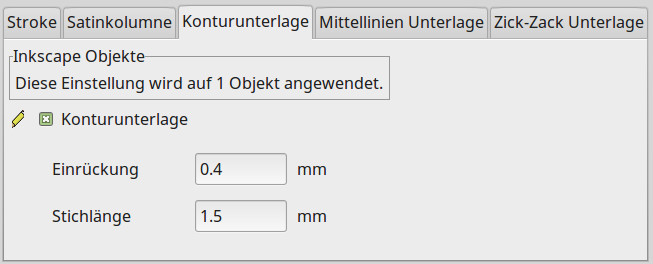 Stroke Satinkolumne Konturunterlage Mittellinien Unterlage Zick-Zack Unterlage
Inkscape Objekte
Diese Einstellung wird auf 1 Objekt angewendet.
Konturunterlage
Einrückung 0.4 mm
Stichlänge 1.5 mm